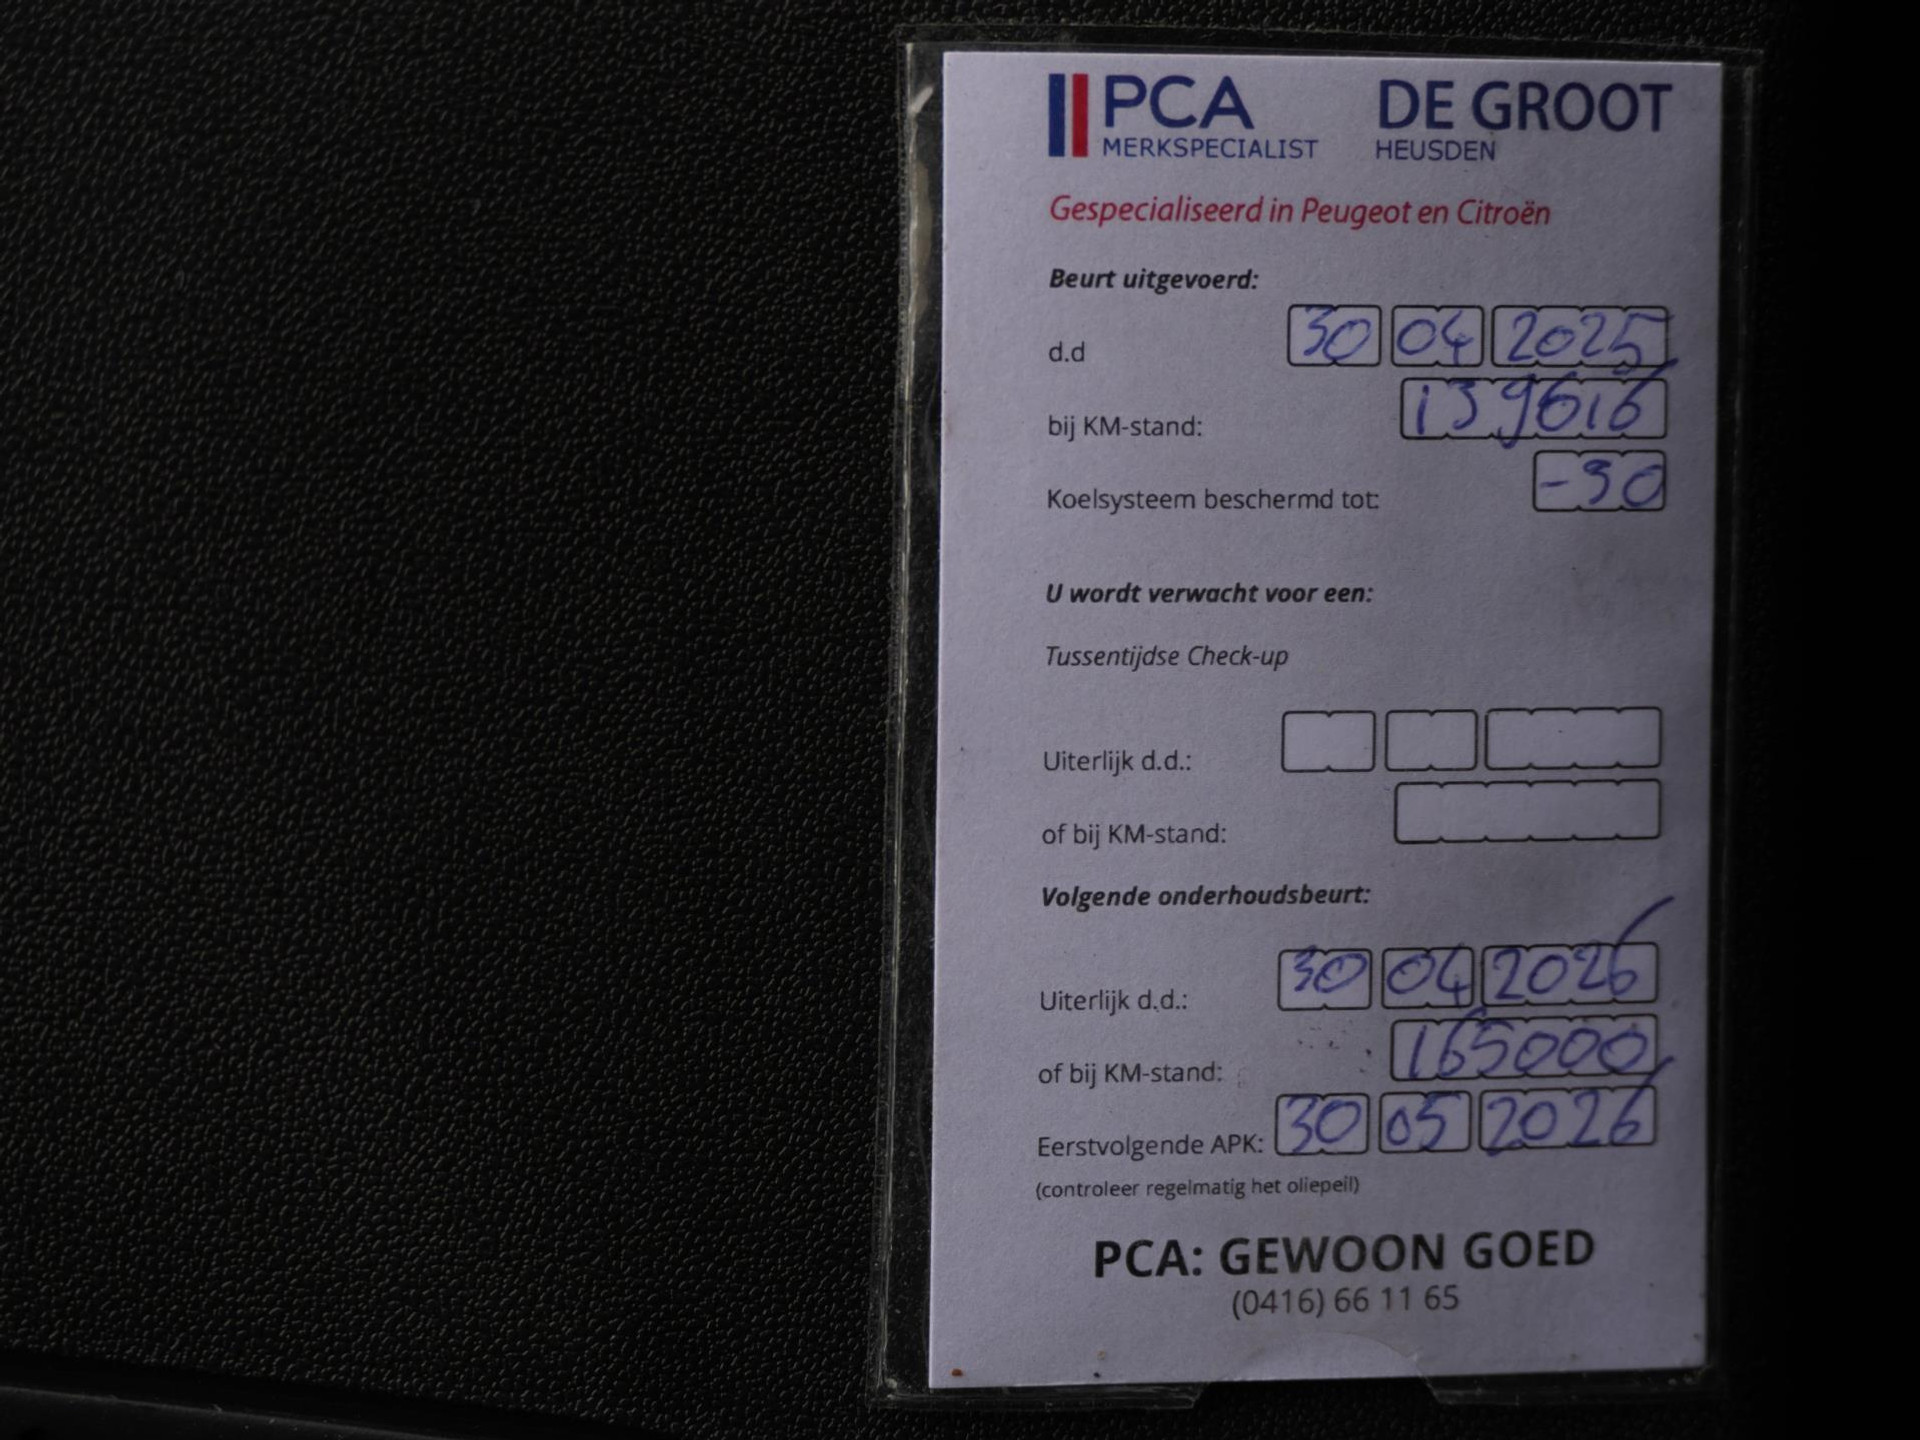 PCA DE GROOT
MERKSPECIALIST HEUSDEN
Gespecialiseerd in Peugeot en Citroën
Beurt uitgevoerd:
d.d 30 04 2025
bij KM-stand: 139616
Koelsysteem beschermd tot: -30
U wordt verwacht voor een:
Tussentijdse Check-up
Uiterlijk d.d.:
of bij KM-stand:
Volgende onderhoudsbeurt:
Uiterlijk d.d.: 30 04 2026
of bij KM-stand: 165000
Eerstvolgende APK: 30 05 2026
(controleer regelmatig het oliepeil)
PCA: GEWOON GOED
(0416) 66 11 65